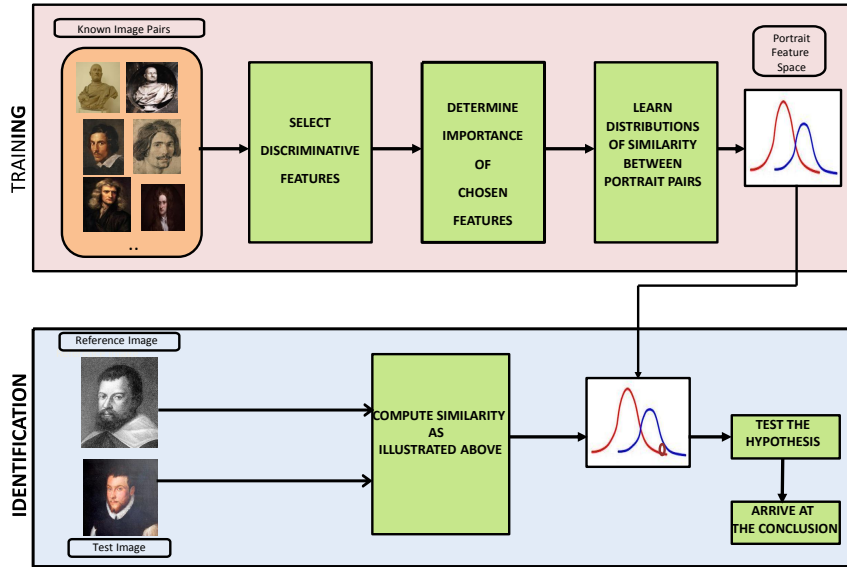 Known Image Pairs
..
SELECT
DISCRIMINATIVE
FEATURES
DETERMINE
IMPORTANCE
OF
CHOSEN
FEATURES
LEARN
DISTRIBUTIONS
OF SIMILARITY
BETWEEN
PORTRAIT PAIRS
Portrait
Feature
Space
TRAINING
Reference Image
Test Image
COMPUTE SIMILARITY
AS
ILLUSTRATED ABOVE
TEST THE
HYPOTHESIS
ARRIVE AT
THE CONCLUSION
IDENTIFICATION